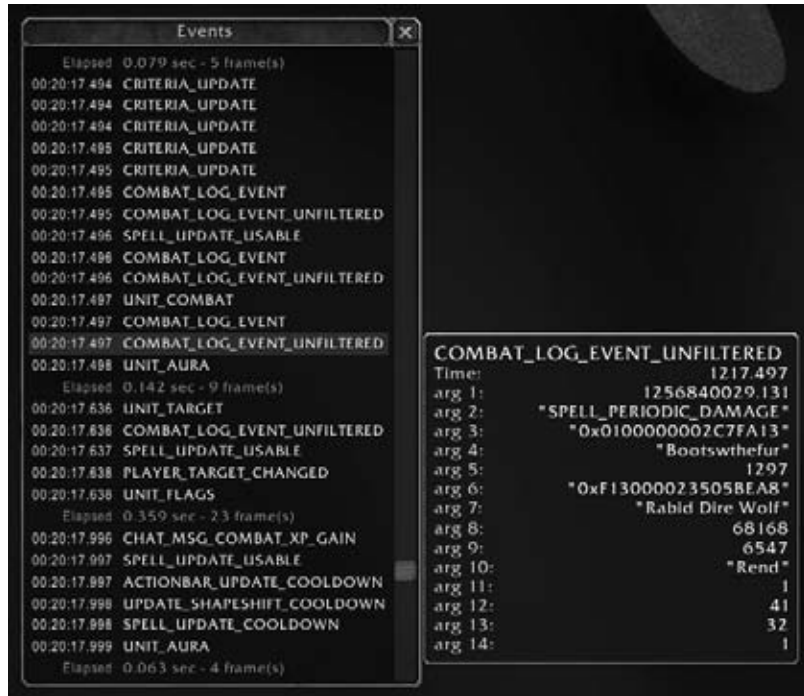 Events
Elapsed 0.079 sec - 5 frame(s)
00:20:17.494 CRITERIA_UPDATE
00:20:17.494 CRITERIA_UPDATE
00:20:17.494 CRITERIA_UPDATE
00:20:17.495 CRITERIA_UPDATE
00:20:17.495 CRITERIA_UPDATE
00:20:17.495 COMBAT_LOG_EVENT
00:20:17.495 COMBAT_LOG_EVENT_UNFILTERED
00:20:17.496 SPELL_UPDATE_USABLE
00:20:17.496 COMBAT_LOG_EVENT
00:20:17.496 COMBAT_LOG_EVENT_UNFILTERED
00:20:17.497 UNIT_COMBAT
00:20:17.497 COMBAT_LOG_EVENT
00:20:17.497 COMBAT_LOG_EVENT_UNFILTERED
00:20:17.498 UNIT_AURA
Elapsed 0.142 sec - 9 frame(s)
00:20:17.636 UNIT_TARGET
00:20:17.636 COMBAT_LOG_EVENT_UNFILTERED
00:20:17.637 SPELL_UPDATE_USABLE
00:20:17.638 PLAYER_TARGET_CHANGED
00:20:17.638 UNIT_FLAGS
Elapsed 0.359 sec - 23 frame(s)
00:20:17.996 CHAT_MSG_COMBAT_XP_GAIN
00:20:17.997 SPELL_UPDATE_USABLE
00:20:17.997 ACTIONBAR_UPDATE_COOLDOWN
00:20:17.998 UPDATE_SHAPESHIFT_COOLDOWN
00:20:17.998 SPELL_UPDATE_COOLDOWN
00:20:17.999 UNIT_AURA
Elapsed 0.063 sec - 4 frame(s)
COMBAT_LOG_EVENT_UNFILTERED
Time: 1217.497
arg 1: 1256840029.131
arg 2: "SPELL_PERIODIC_DAMAGE"
arg 3: "0x0100000002C7FA13"
arg 4: "Bootswthefur"
arg 5: 1297
arg 6: "0xF13000023505BEA8"
arg 7: "Rabid Dire Wolf"
arg 8: 68168
arg 9: 6547
arg 10: "Rend"
arg 11: 1
arg 12: 41
arg 13: 32
arg 14: 1